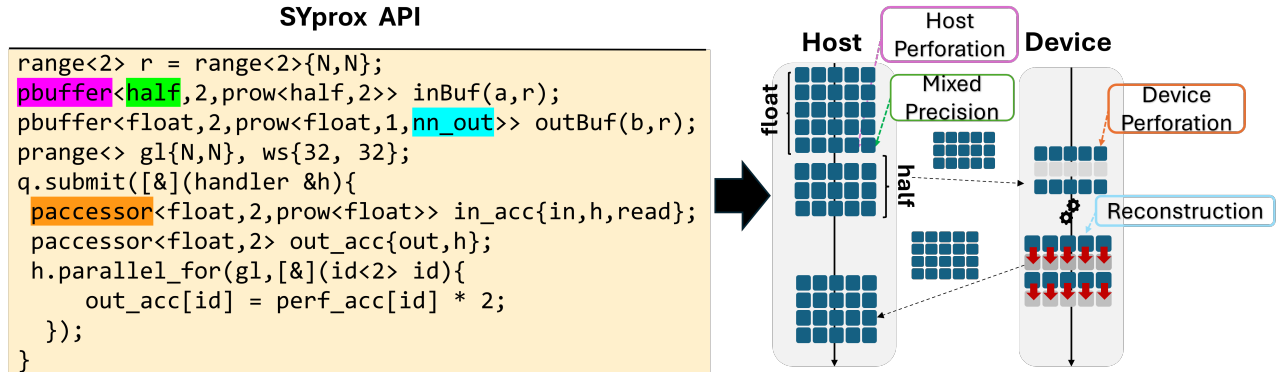 SYprox API
range<2> r = range<2>{N,N};
pbuffer<half,2,prow<half,2>> inBuf(a,r);
pbuffer<float,2,prow<float,1,nn_out>> outBuf(b,r);
prange<> gl{N,N}, ws{32, 32};
q.submit([&](handler &h){
paccessor<float,2,prow<float>> in_acc{in,h,read};
paccessor<float,2> out_acc{out,h};
h.parallel_for(gl,[&](id<2> id){
out_acc[id] = perf_acc[id] * 2;
});
}
Host
Perforation
Host
Device
Mixed
Precision
float
Device
Perforation
half
Reconstruction